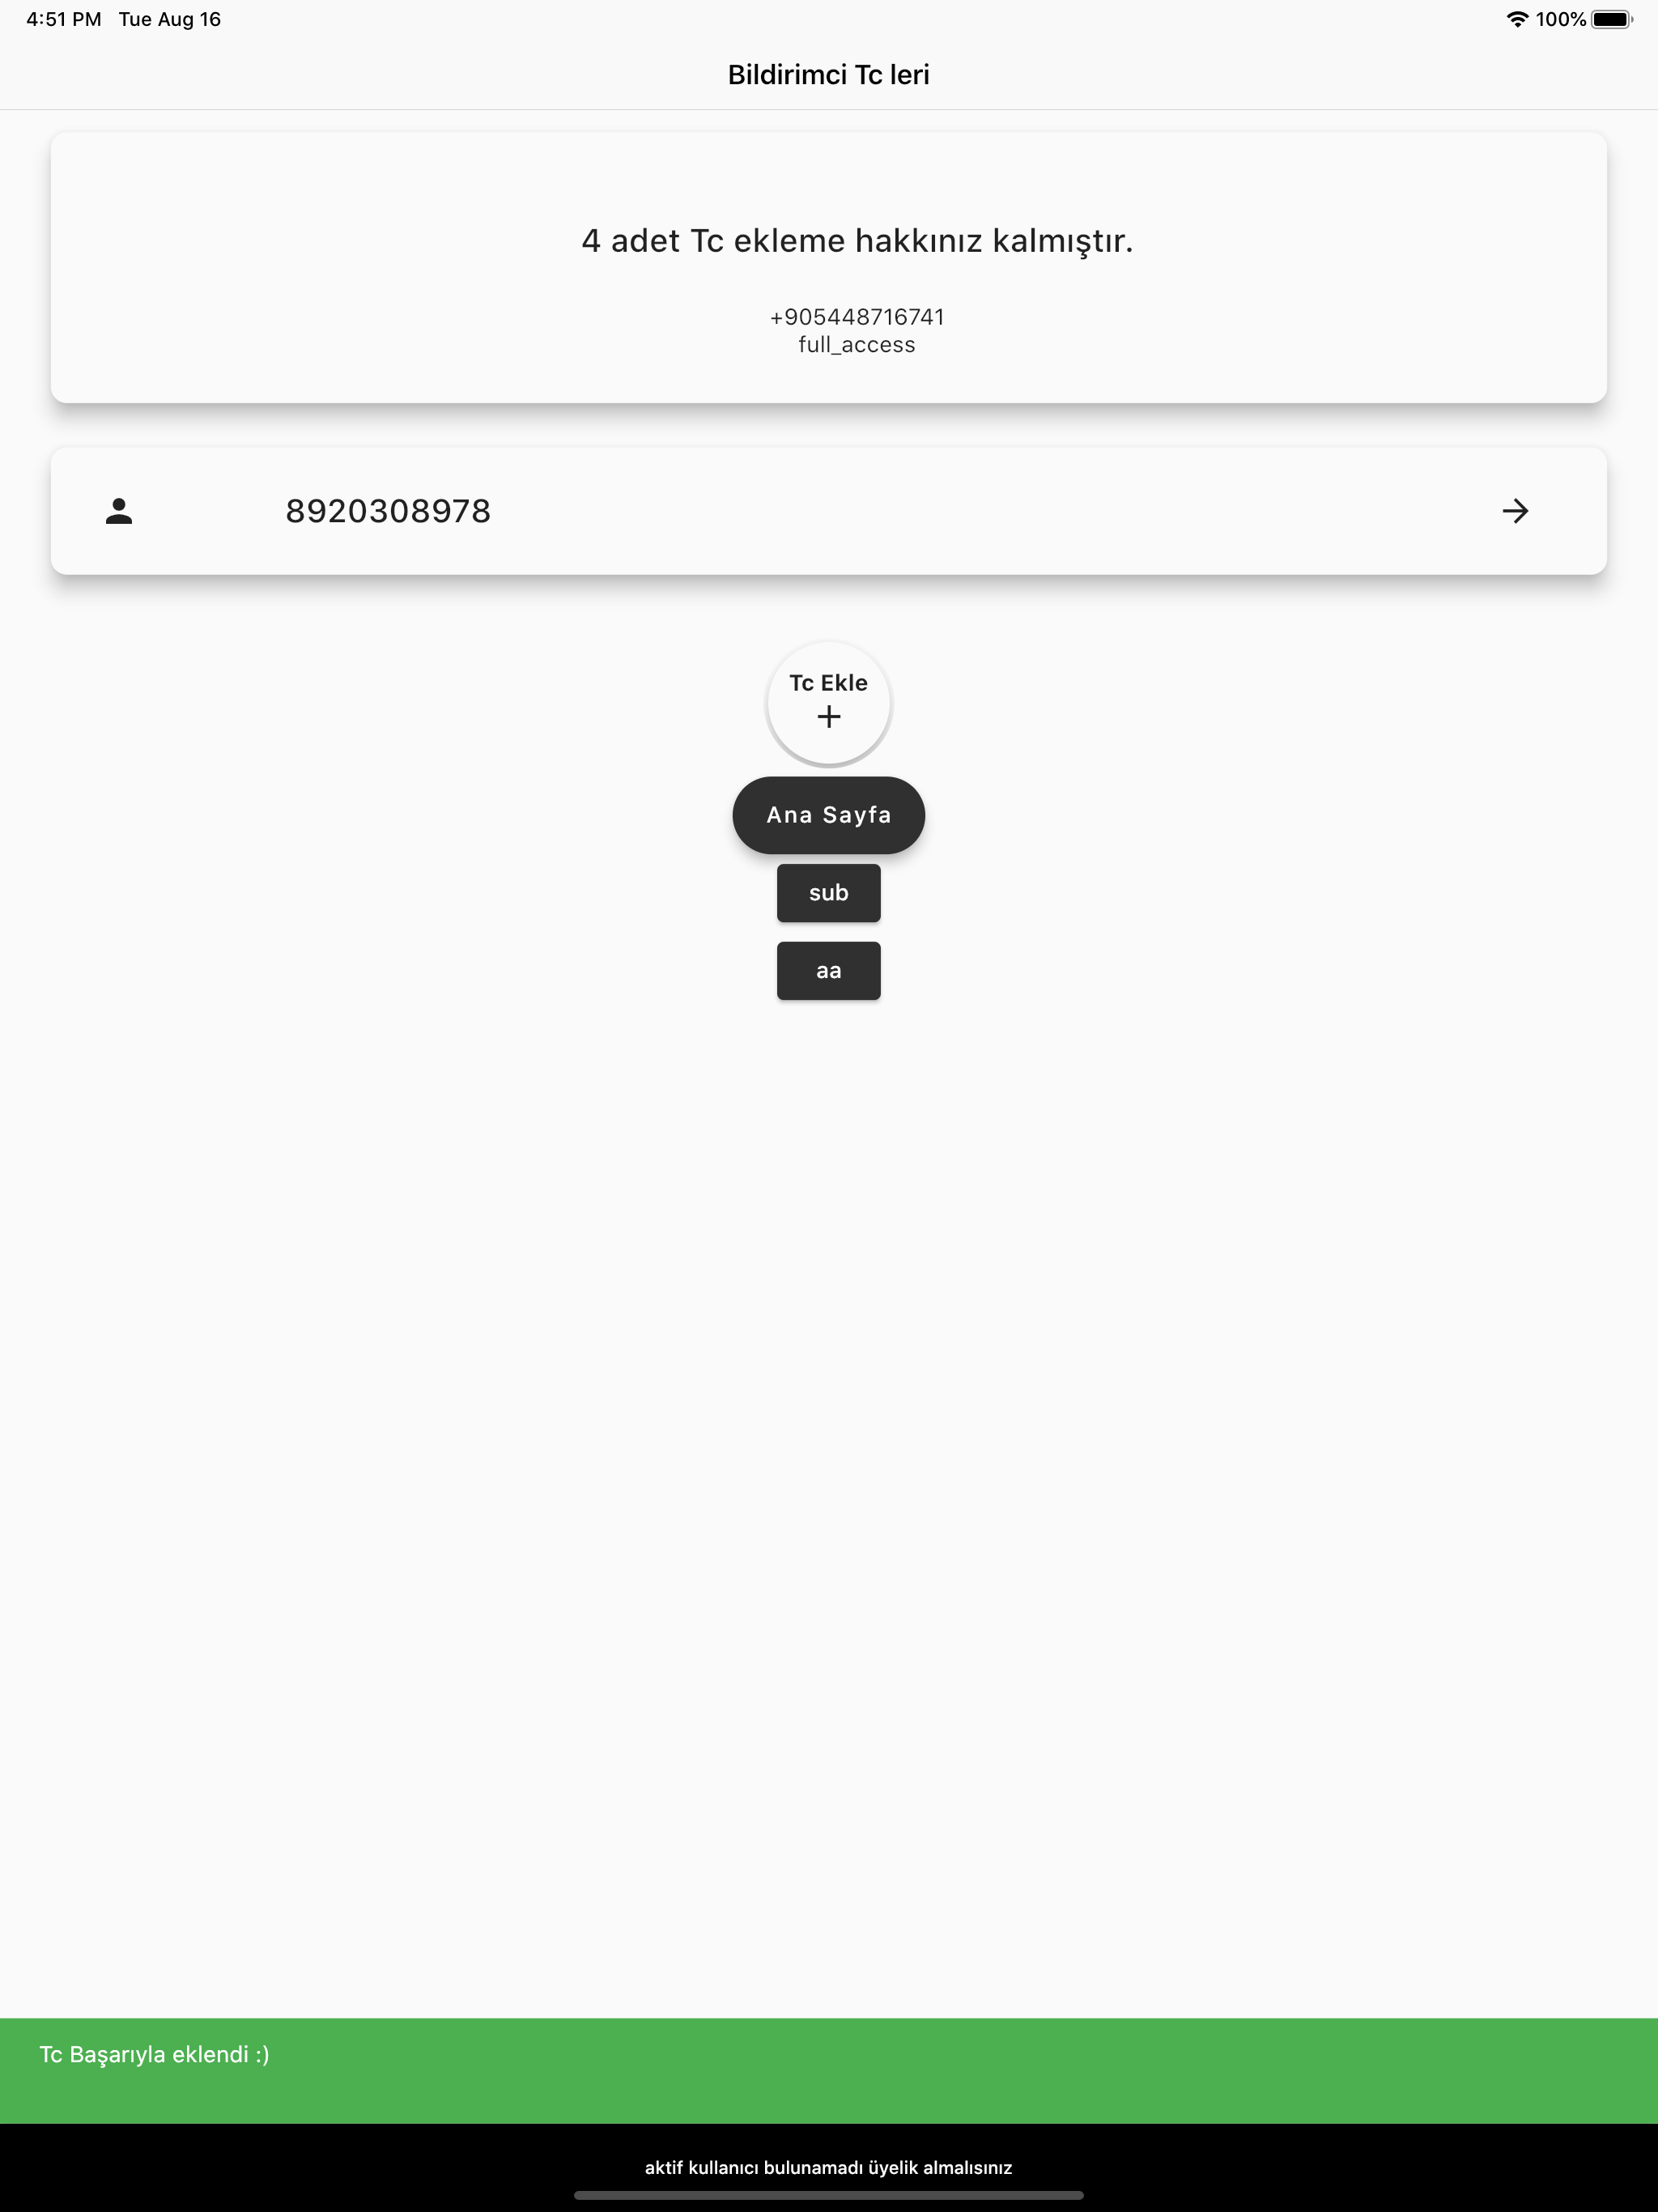 4:51 PM Tue Aug 16
100%
Bildirimci Tc leri
4 adet Tc ekleme hakkınız kalmıştır.
+905448716741
full_access
8920308978
Tc Ekle
+
Ana Sayfa
sub
aa
Tc Başarıyla eklendi :)
aktif kullanıcı bulunamadı üyelik almalısınız